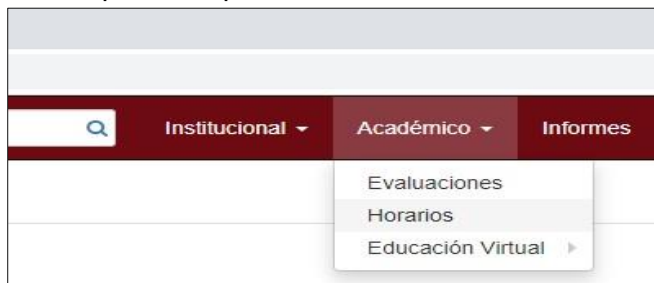 Institucional Académico Informes
Evaluaciones
Horarios
Educación Virtual